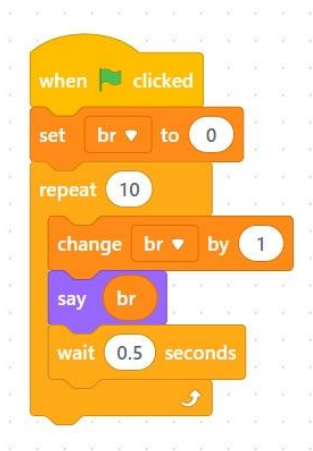 when clicked
set br to 0
repeat 10
change br by 1
say br
wait 0.5 seconds